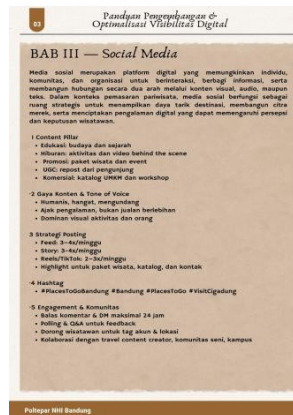 03
Panduan Pengembangan &
Optimalisasi Visibilitas Digital
BAB III — Social Media
Media sosial merupakan platform digital yang memungkinkan individu,
komunitas, dan organisasi untuk berinteraksi, berbagi informasi, serta
membangun hubungan secara dua arah melalui konten visual, audio, maupun
teks. Dalam konteks pemasaran pariwisata, media sosial berfungsi sebagai
ruang strategis untuk menampilkan daya tarik destinasi, membangun citra
merek, serta menciptakan pengalaman digital yang dapat memengaruhi persepsi
dan keputusan wisatawan.
1 Content Pillar
• Edukasi: budaya dan sejarah
• Hiburan: aktivitas dan video behind the scene
• Promosi: paket wisata dan event
• UGC: repost dari pengunjung
• Komersial: katalog UMKM dan workshop
2 Gaya Konten & Tone of Voice
• Humanis, hangat, mengundang
• Ajak pengalaman, bukan jualan berlebihan
• Dominan visual aktivitas dan orang
3 Strategi Posting
• Feed: 3–4x/minggu
• Story: 3–4x/minggu
• Reels/TikTok: 2–3x/minggu
• Highlight untuk paket wisata, katalog, dan kontak
4 Hashtag
• #PlacesToGoBandung #Bandung #PlacesToGo #VisitCigadung
5 Engagement & Komunitas
• Balas komentar & DM maksimal 24 jam
• Polling & Q&A untuk feedback
• Dorong wisatawan untuk tag akun & lokasi
• Kolaborasi dengan travel content creator, komunitas seni, kampus
Poltepar NHI Bandung